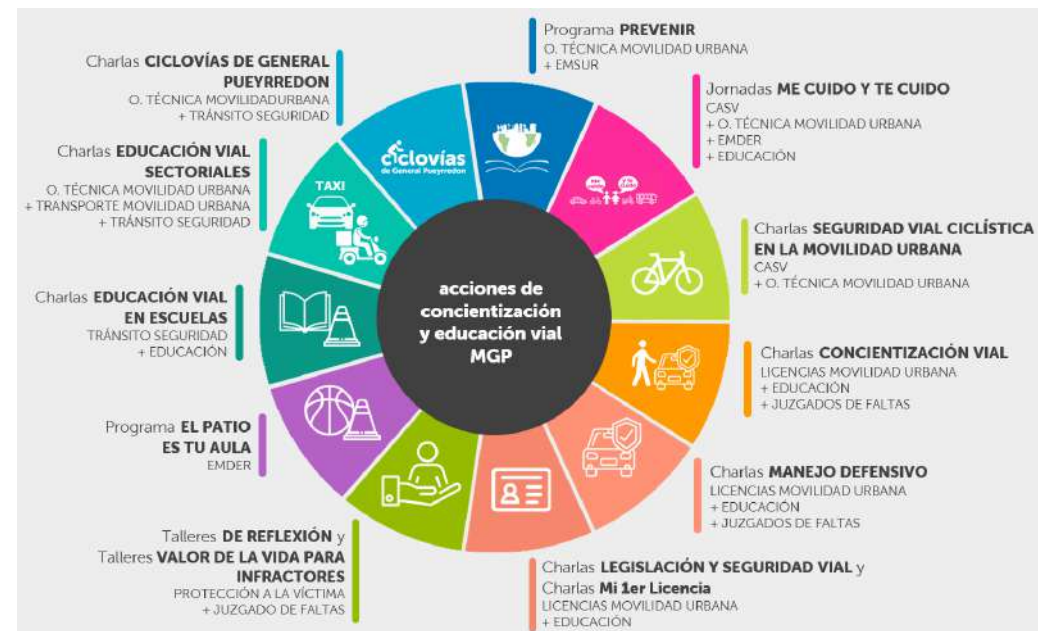 Programa PREVENIR
O. TÉCNICA MOVILIDAD URBANA
+ EMSUR
Jornadas ME CUIDO Y TE CUIDO
CASV
+ O. TÉCNICA MOVILIDAD URBANA
+ EMDER
+ EDUCACIÓN
Charlas SEGURIDAD VIAL CICLÍSTICA
EN LA MOVILIDAD URBANA
CASV
+ O. TÉCNICA MOVILIDAD URBANA
Charlas CONCIENTIZACIÓN VIAL
LICENCIAS MOVILIDAD URBANA
+ EDUCACIÓN
+ JUZGADOS DE FALTAS
Charlas MANEJO DEFENSIVO
LICENCIAS MOVILIDAD URBANA
+ EDUCACIÓN
+ JUZGADOS DE FALTAS
Charlas LEGISLACIÓN Y SEGURIDAD VIAL y
Charlas Mi 1er Licencia
LICENCIAS MOVILIDAD URBANA
+ EDUCACIÓN
Talleres DE REFLEXIÓN y
Talleres VALOR DE LA VIDA PARA
INFRACTORES
PROTECCIÓN A LA VÍCTIMA
+ JUZGADO DE FALTAS
Programa EL PATIO
ES TU AULA
EMDER
Charlas EDUCACIÓN VIAL
EN ESCUELAS
TRÁNSITO SEGURIDAD
+ EDUCACIÓN
Charlas EDUCACIÓN VIAL
SECTORIALES
O. TÉCNICA MOVILIDAD URBANA
+ TRANSPORTE MOVILIDAD URBANA
+ TRÁNSITO SEGURIDAD
Charlas CICLOVÍAS DE GENERAL
PUEYRREDON
O. TÉCNICA MOVILIDADURBANA
+ TRÁNSITO SEGURIDAD
ciclovías
de General Pueyrredon
TAXI
acciones de
concientización
y educación vial
MGP